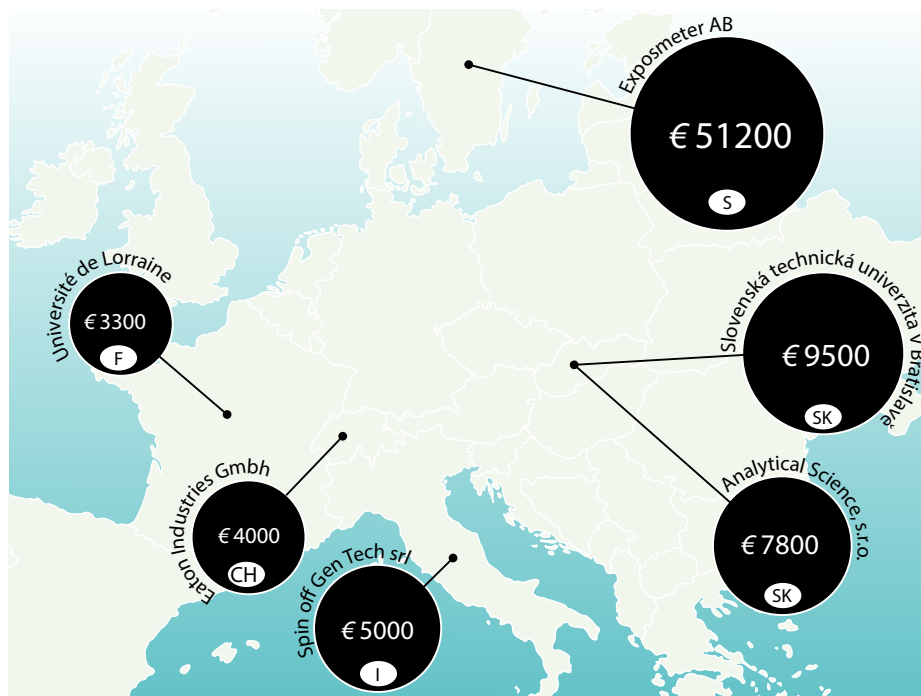 Exposmeter AB
€ 51200
S
Université de Lorraine
€ 3300
F
Slovenská technická univerzita v Bratislavě
€ 9500
SK
Eaton Industries Gmbh
€ 4000
CH
Analytical Science, s.r.o.
€ 7800
SK
Spin off Gen Tech srl
€ 5000
I